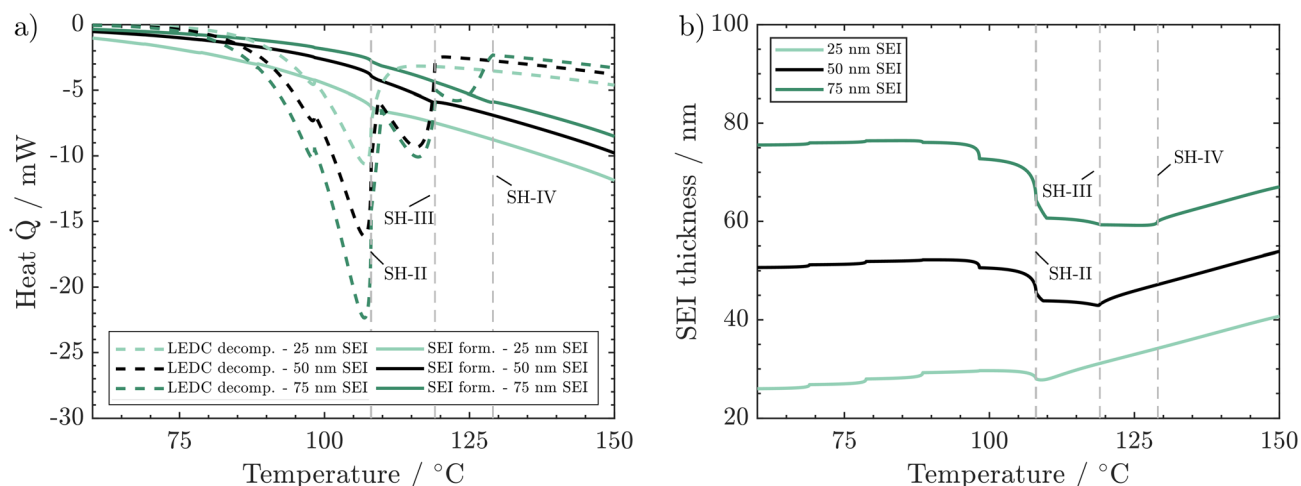 a)
0
-5
-10
-15
-20
-25
-30
Heat Q̇ / mW
SH-III
SH-IV
SH-II
LEDC decomp. - 25 nm SEI
LEDC decomp. - 50 nm SEI
LEDC decomp. - 75 nm SEI
SEI form. - 25 nm SEI
SEI form. - 50 nm SEI
SEI form. - 75 nm SEI
75
100
125
150
Temperature / °C
b)
100
80
60
40
20
SEI thickness / nm
25 nm SEI
50 nm SEI
75 nm SEI
SH-III
SH-IV
SH-II
75
100
125
150
Temperature / °C